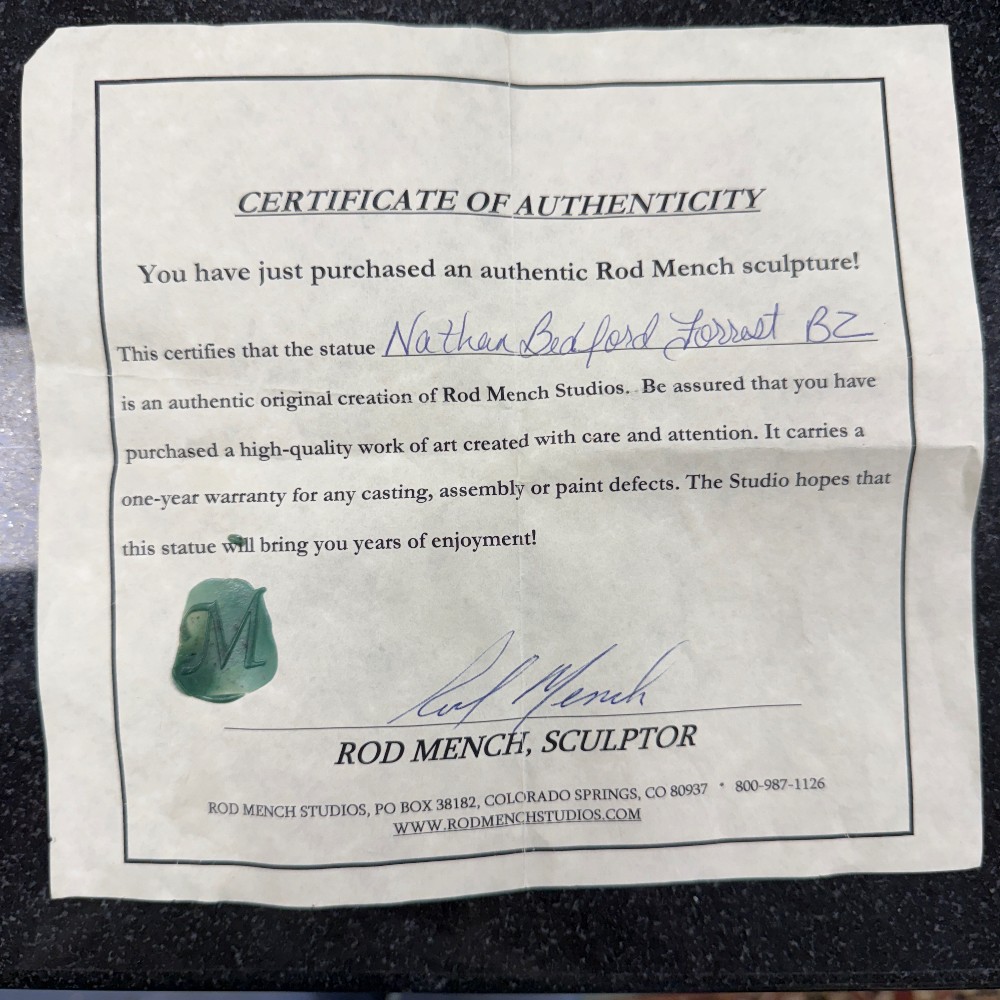 CERTIFICATE OF AUTHENTICITY
You have just purchased an authentic Rod Mench sculpture!
This certifies that the statue Nathan Bedford Forrest BZ
is an authentic original creation of Rod Mench Studios. Be assured that you have
purchased a high-quality work of art created with care and attention. It carries a
one-year warranty for any casting, assembly or paint defects. The Studio hopes that
this statue will bring you years of enjoyment!
M
Rod Mench
ROD MENCH, SCULPTOR
ROD MENCH STUDIOS, PO BOX 38182, COLORADO SPRINGS, CO 80937 * 800-987-1126
WWW.RODMENCHSTUDIOS.COM